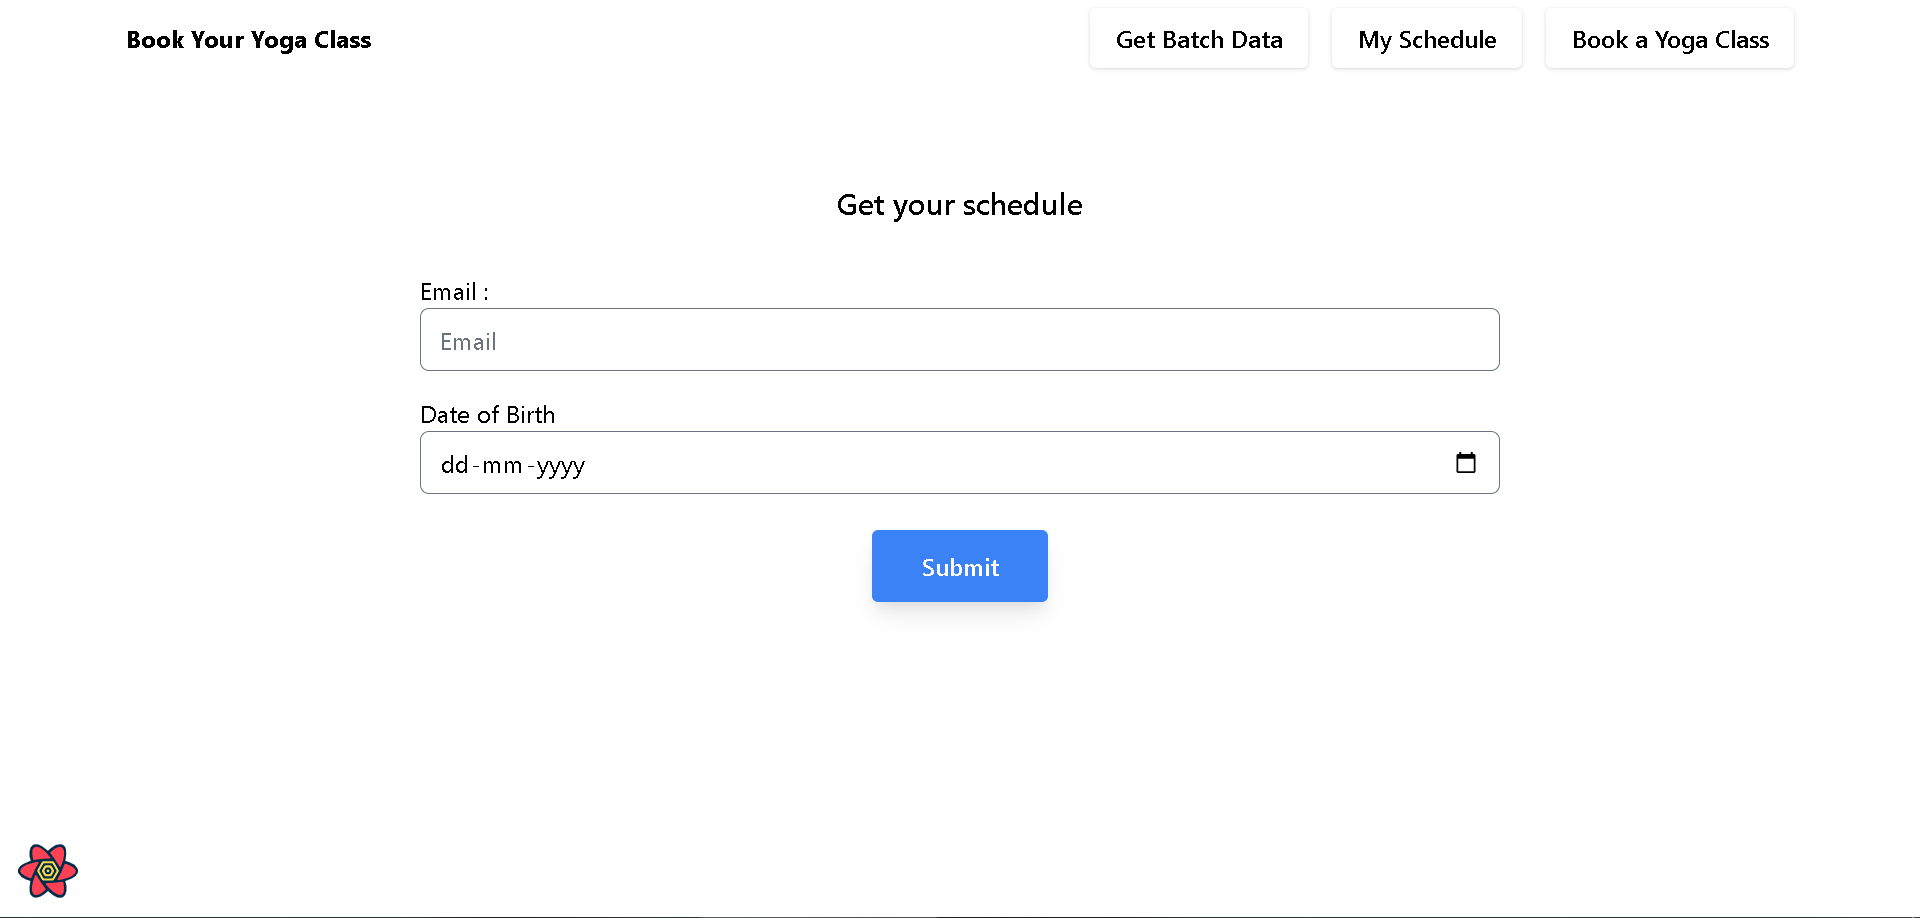 Book Your Yoga Class
Get Batch Data
My Schedule
Book a Yoga Class
Get your schedule
Email :
Email
Date of Birth
dd-mm-yyyy
Submit